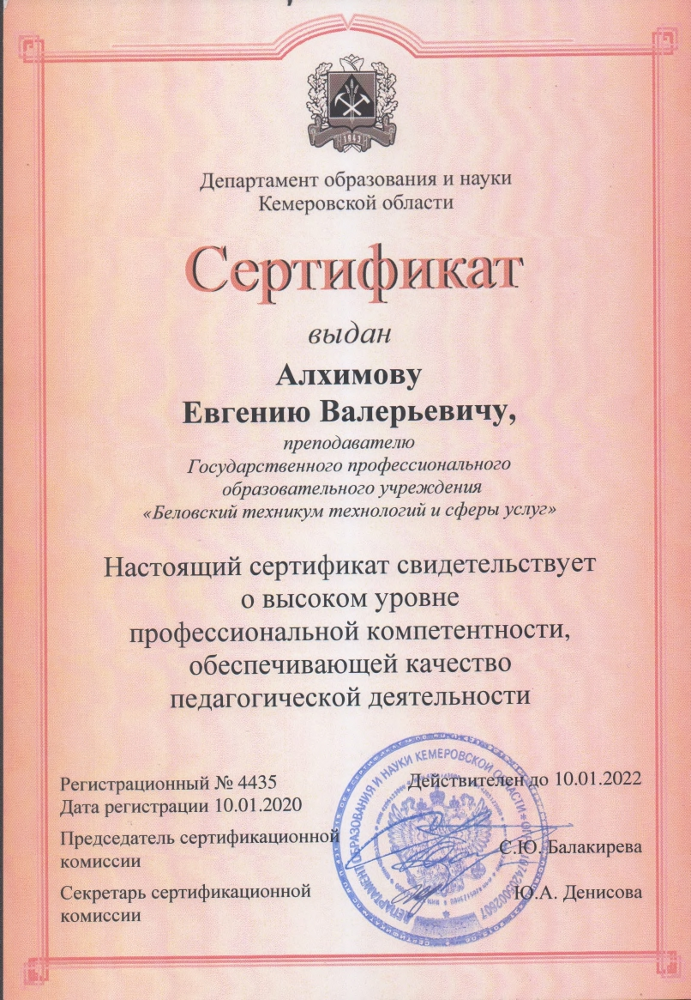 1943
Департамент образования и науки
Кемеровской области
Сертификат
выдан
Алхимову
Евгению Валерьевичу,
преподавателю
Государственного профессионального
образовательного учреждения
«Беловский техникум технологий и сферы услуг»
Настоящий сертификат свидетельствует
о высоком уровне
профессиональной компетентности,
обеспечивающей качество
педагогической деятельности
Регистрационный № 4435
Действителен до 10.01.2022
Дата регистрации 10.01.2020
Председатель сертификационной
комиссии
С.Ю. Балакирева
Секретарь сертификационной
комиссии
Ю.А. Денисова
ДЕПАРТАМЕНТ ОБРАЗОВАНИЯ И НАУКИ КЕМЕРОВСКОЙ ОБЛАСТИ